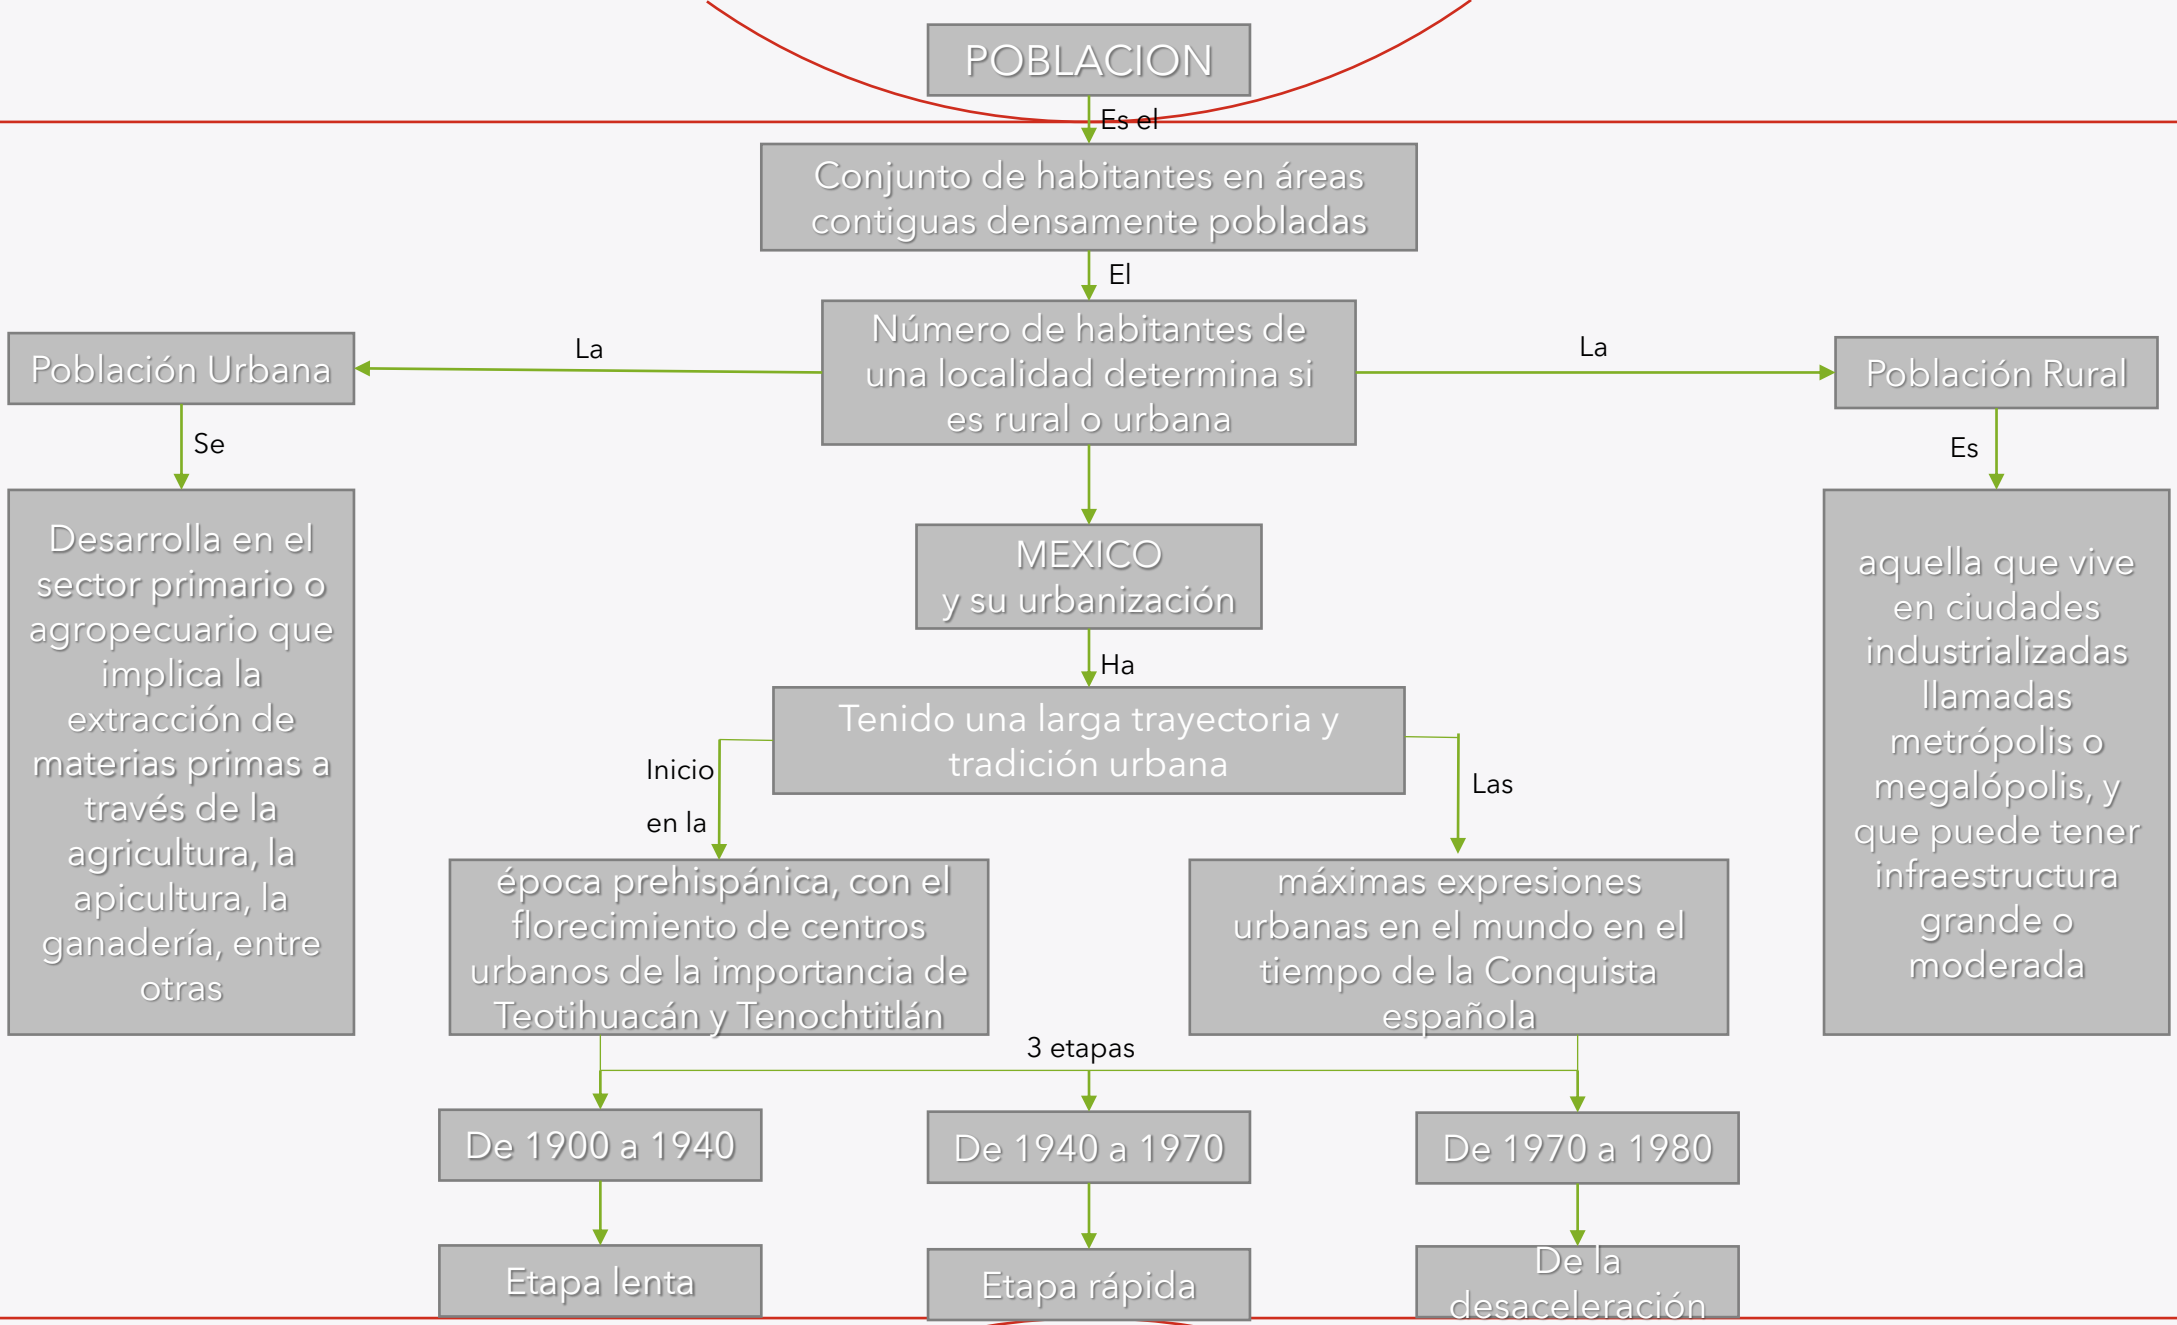 POBLACION
Es el
Conjunto de habitantes en áreas
contiguas densamente pobladas
El
Número de habitantes de
una localidad determina si
es rural o urbana
La
La
Población Urbana
Población Rural
Se
Es
Desarrolla en el
sector primario o
agropecuario que
implica la
extracción de
materias primas a
través de la
agricultura, la
apicultura, la
ganadería, entre
otras
MEXICO
y su urbanización
Ha
Tenido una larga trayectoria y
tradición urbana
Inicio
en la
Las
época prehispánica, con el
florecimiento de centros
urbanos de la importancia de
Teotihuacán y Tenochtitlán
máximas expresiones
urbanas en el mundo en el
tiempo de la Conquista
española
aquella que vive
en ciudades
industrializadas
llamadas
metrópolis o
megalópolis, y
que puede tener
infraestructura
grande o
moderada
3 etapas
De 1900 a 1940
De 1940 a 1970
De 1970 a 1980
Etapa lenta
Etapa rápida
De la
desaceleración